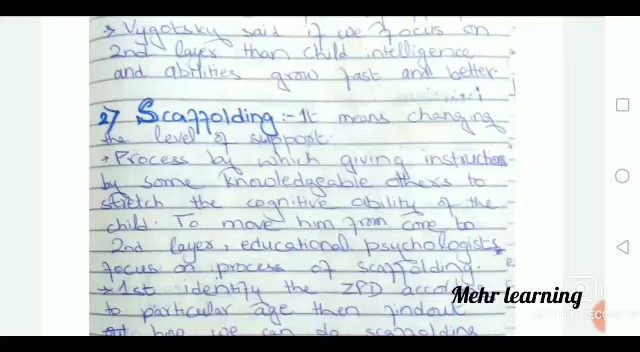 → Vygotsky said if we focus on
2nd layer than child intelligence
and abilities grow fast and better.
2) Scaffolding :- It means changing
the level of support.
→ Process by which giving instructions
by some knowledgeable others to
stretch the cognitive ability of the
child. To move him from core to
2nd layer, educational psychologists
focus on process of scaffolding.
→ 1st identify the ZPD
to particular age then findout
how we can do scaffolding
Mehr learning